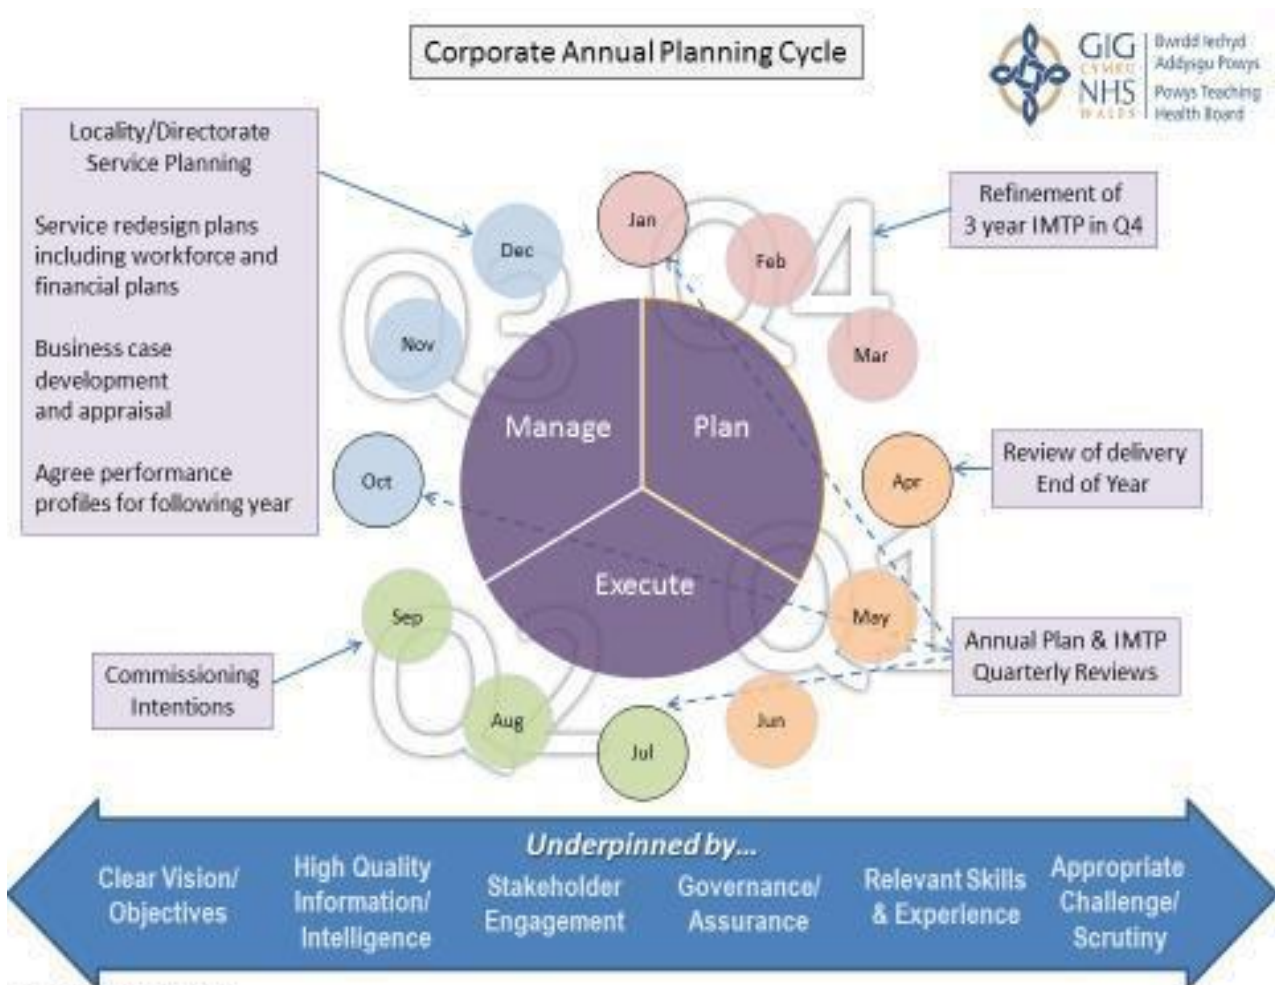 Corporate Annual Planning Cycle
GIG
CYMRU
NHS
WALES
Bwrdd Iechyd
Addysgu Powys
Powys Teaching
Health Board
Locality/Directorate
Service Planning
Service redesign plans
including workforce and
financial plans
Business case
development
and appraisal
Agree performance
profiles for following year
Refinement of
3 year IMTP in Q4
Q3
Q4
Jan
Feb
Mar
Dec
Nov
Oct
Manage
Plan
Execute
Apr
May
Jun
Q1
Review of delivery
End of Year
Annual Plan & IMTP
Quarterly Reviews
Sep
Aug
Jul
Q2
Commissioning
Intentions
Underpinned by...
Clear Vision/
Objectives
High Quality
Information/
Intelligence
Stakeholder
Engagement
Governance/
Assurance
Relevant Skills
& Experience
Appropriate
Challenge/
Scrutiny